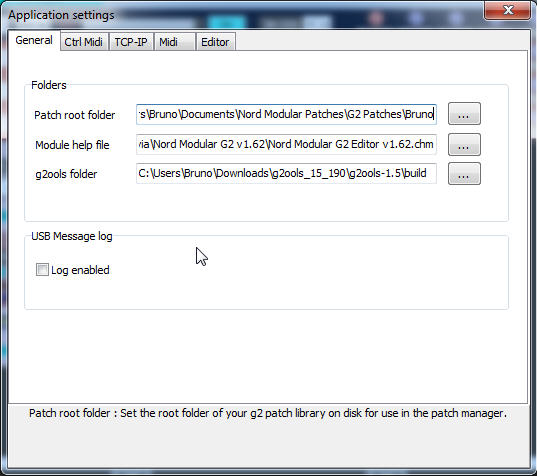 Application settings
General Ctrl Midi TCP-IP Midi Editor
Folders
Patch root folder s\Bruno\Documents\Nord Modular Patches\G2 Patches\Bruno ...
Module help file via\Nord Modular G2 v1.62\Nord Modular G2 Editor v1.62.chm ...
g2ools folder C:\Users\Bruno\Downloads\g2ools_15_190\g2ools-1.5\build ...
USB Message log
Log enabled
Patch root folder : Set the root folder of your g2 patch library on disk for use in the patch manager.